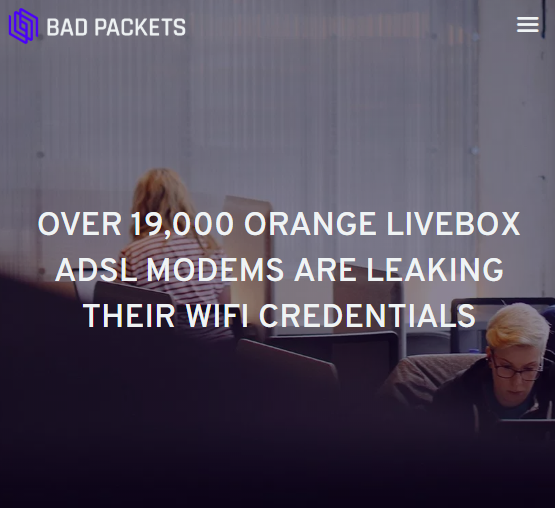 BAD PACKETS
OVER 19,000 ORANGE LIVEBOX
ADSL MODEMS ARE LEAKING
THEIR WIFI CREDENTIALS